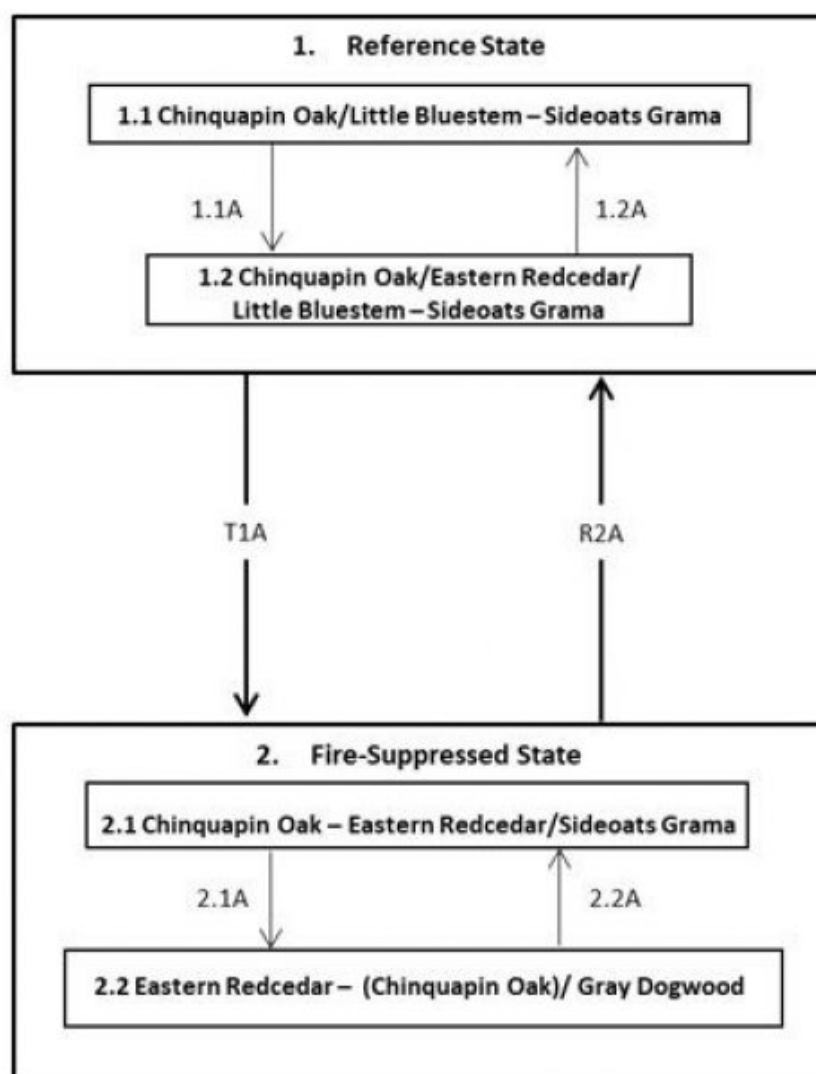 1. Reference State
1.1 Chinquapin Oak/Little Bluestem – Sideoats Grama
1.1A
1.2A
1.2 Chinquapin Oak/Eastern Redcedar/
Little Bluestem – Sideoats Grama
T1A
R2A
2. Fire-Suppressed State
2.1 Chinquapin Oak – Eastern Redcedar/Sideoats Grama
2.1A
2.2A
2.2 Eastern Redcedar – (Chinquapin Oak)/ Gray Dogwood